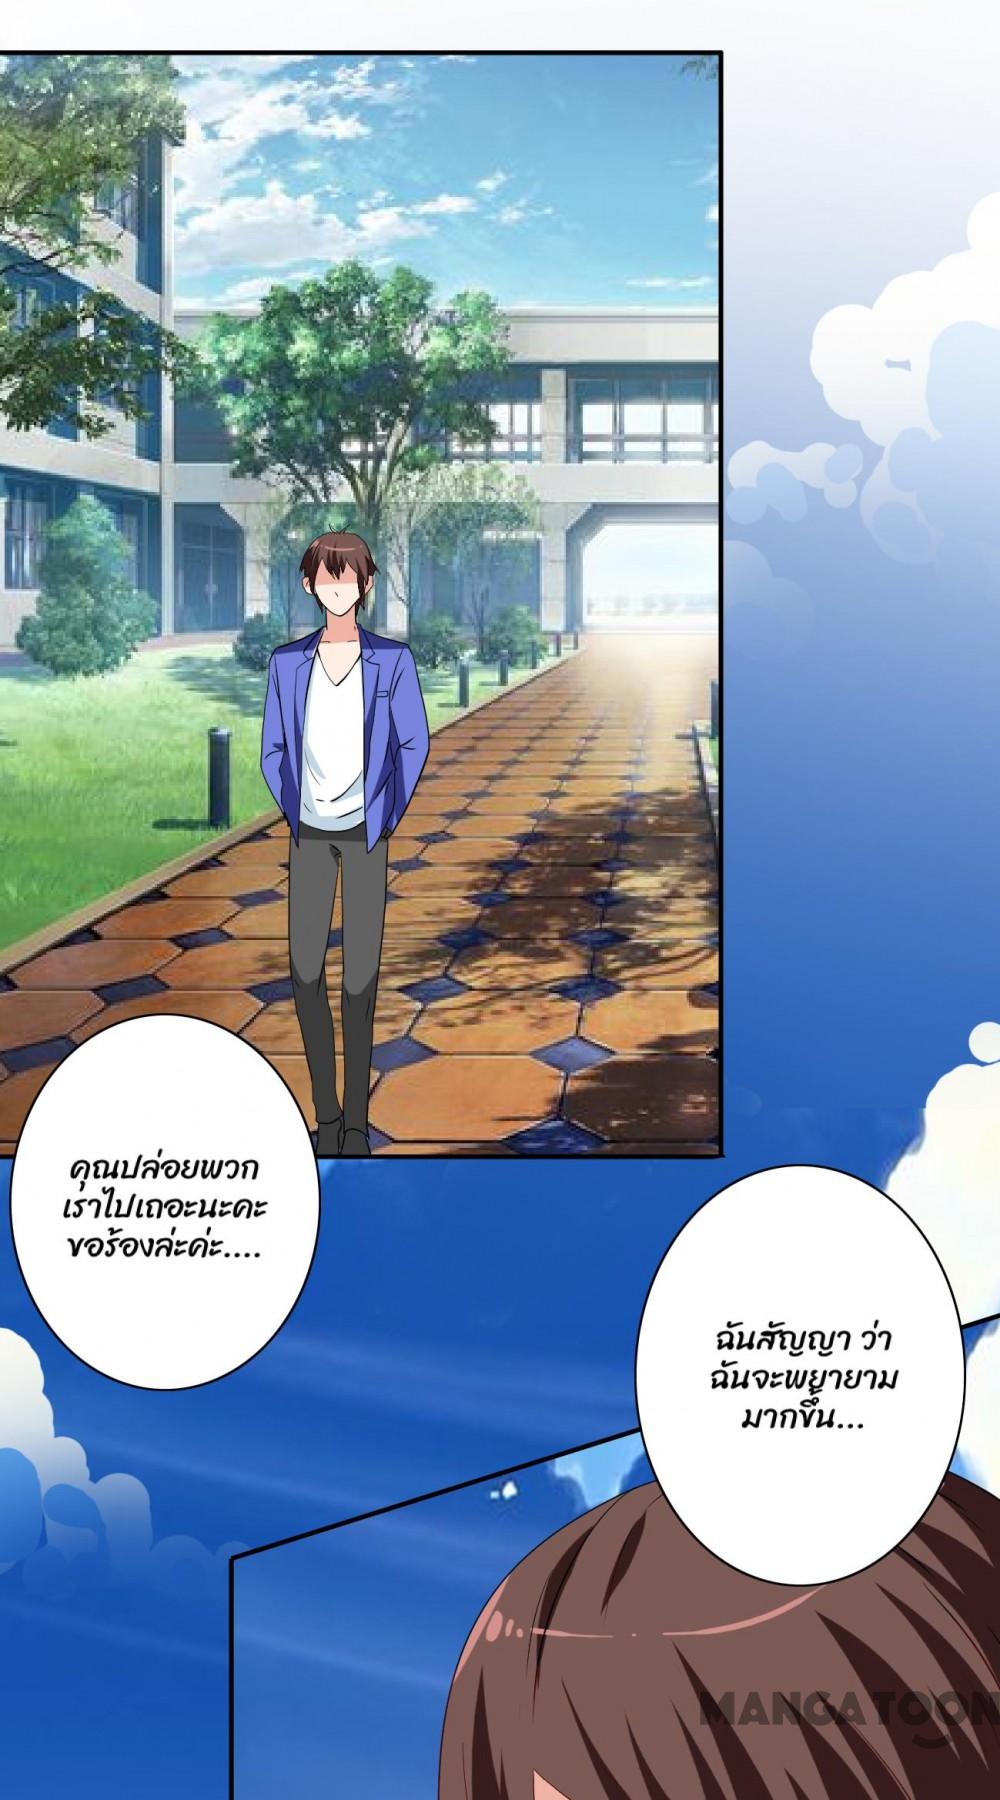 คุณปล่อยพวก
เราไปเถอะนะคะ
ขอร้องล่ะค่ะ....
ฉันสัญญา ว่า
ฉันจะพยายาม
มากขึ้น...
MANGATOON